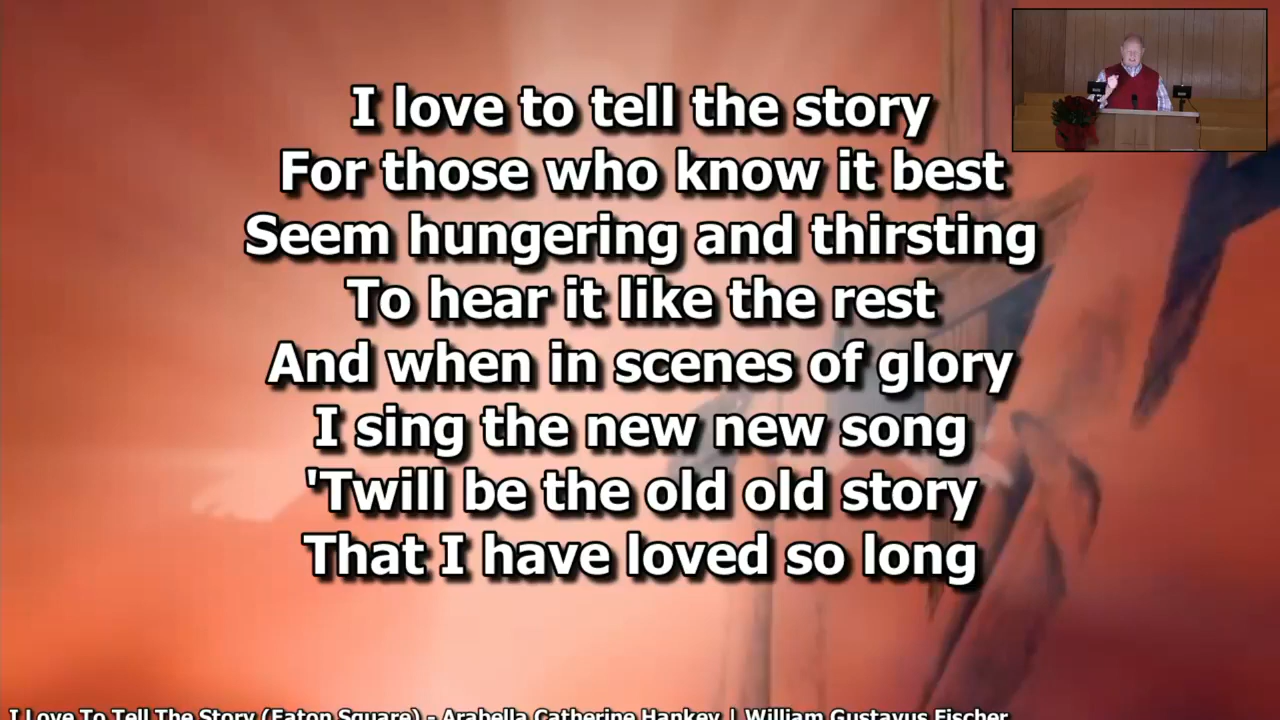 I love to tell the story
For those who know it best
Seem hungering and thirsting
To hear it like the rest
And when in scenes of glory
I sing the new new song
'Twill be the old old story
That I have loved so long
I Love To Tell The Story (Eaton Square) - Arabella Catherine Hankey | William Gustavus Fischer